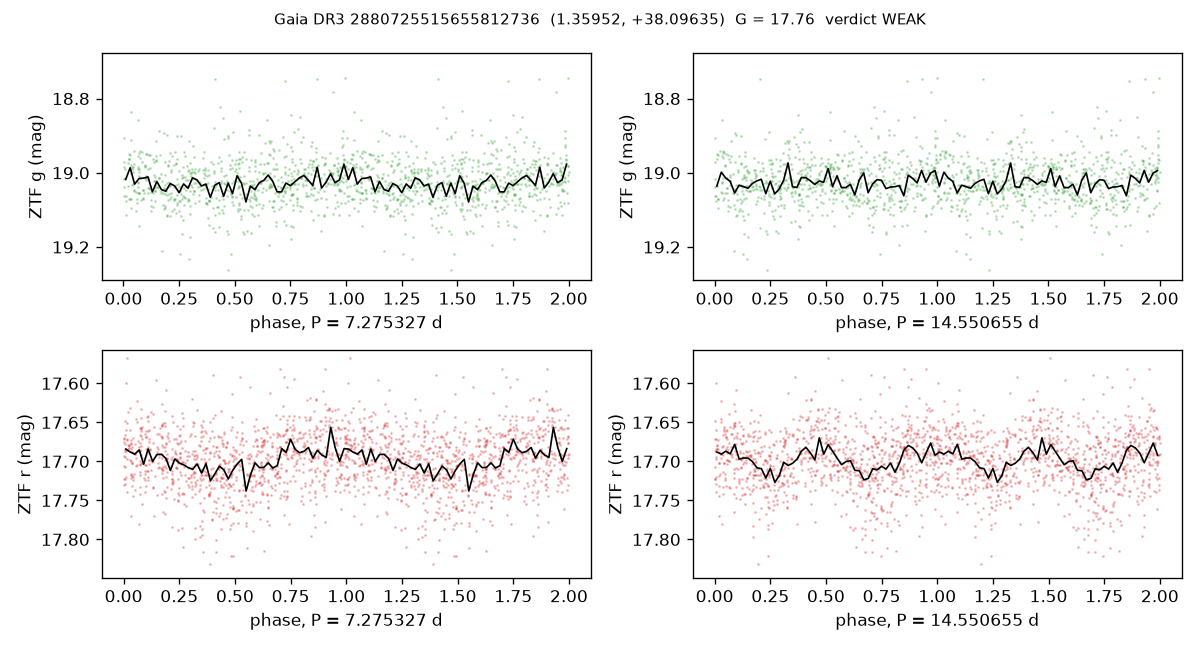 Gaia DR3 2880725515655812736 (1.35952, +38.09635) G = 17.76 verdict WEAK
ZTF g (mag)
18.8
19.0
19.2
0.00 0.25 0.50 0.75 1.00 1.25 1.50 1.75 2.00
phase, P = 7.275327 d
ZTF g (mag)
18.8
19.0
19.2
0.00 0.25 0.50 0.75 1.00 1.25 1.50 1.75 2.00
phase, P = 14.550655 d
ZTF r (mag)
17.60
17.65
17.70
17.75
17.80
0.00 0.25 0.50 0.75 1.00 1.25 1.50 1.75 2.00
phase, P = 7.275327 d
ZTF r (mag)
17.60
17.65
17.70
17.75
17.80
0.00 0.25 0.50 0.75 1.00 1.25 1.50 1.75 2.00
phase, P = 14.550655 d